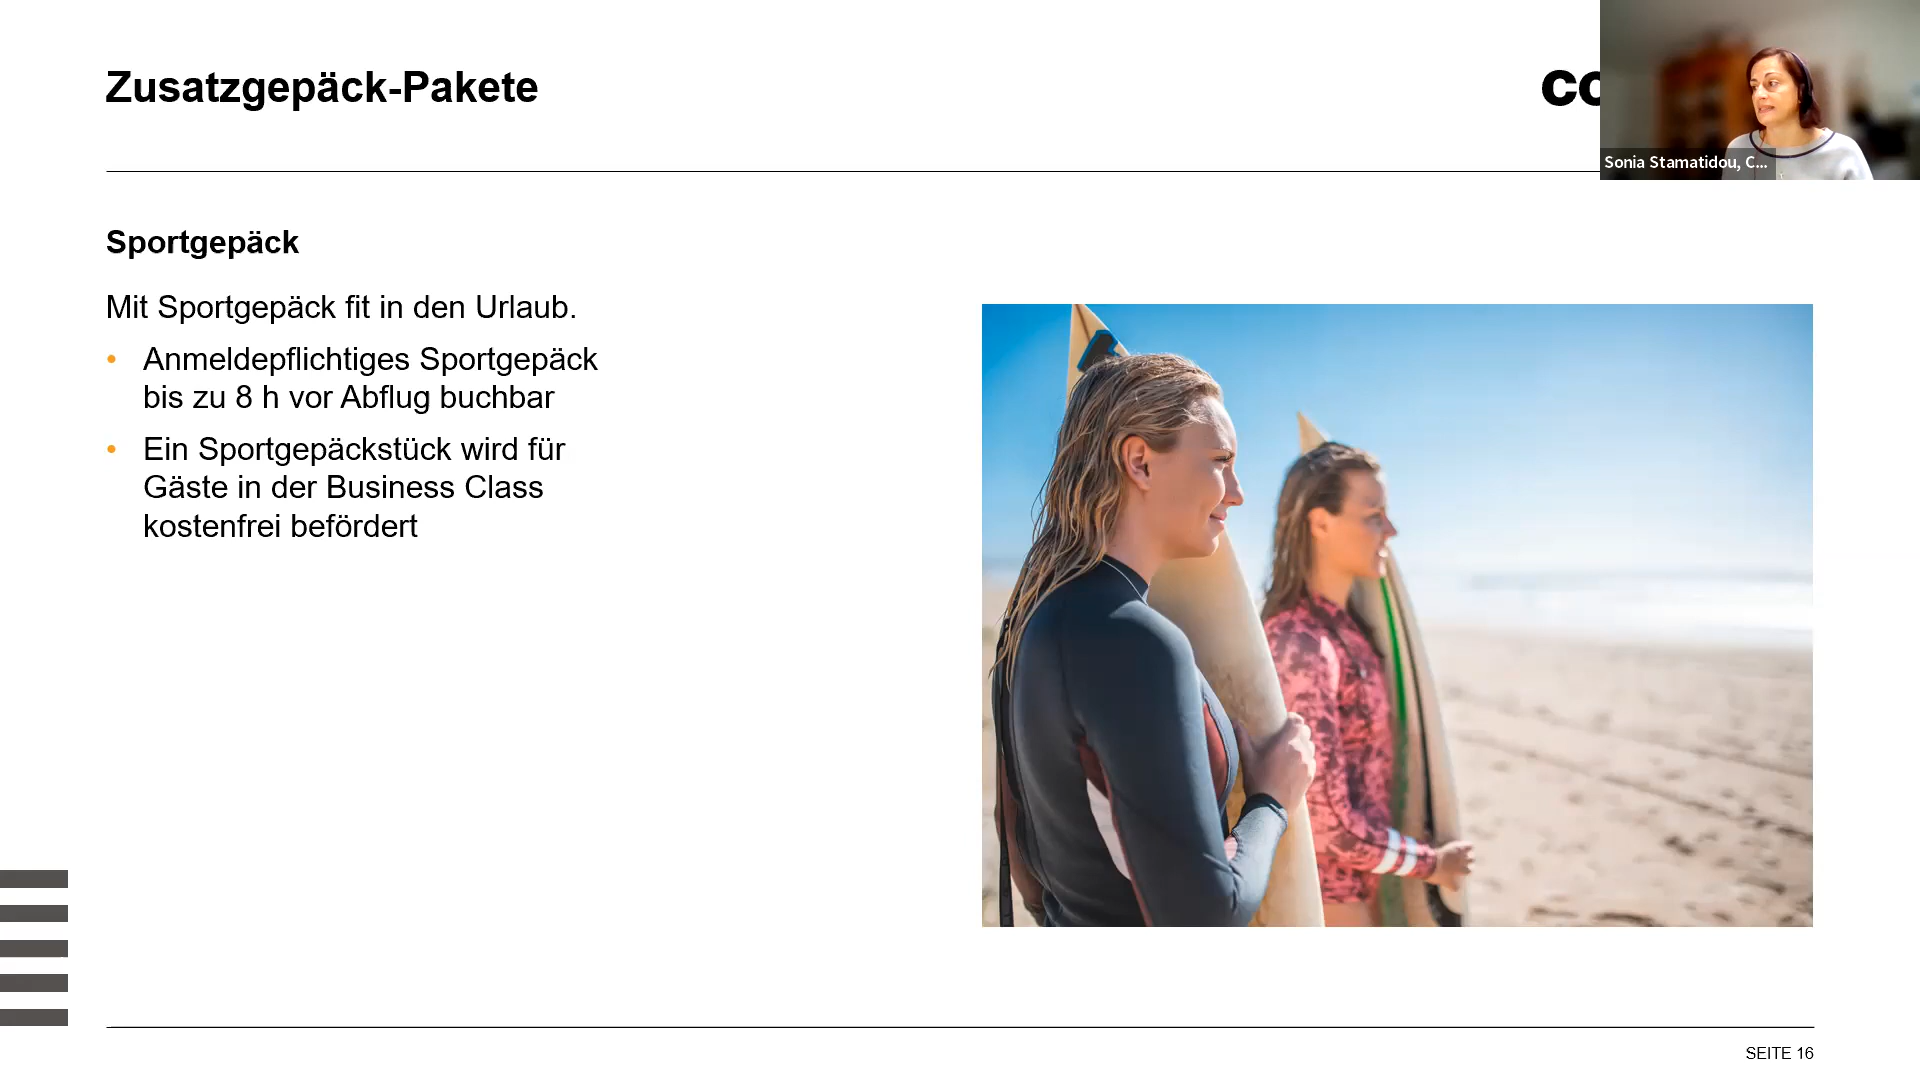 Zusatzgepäck-Pakete
Sonia Stamatidou, C...
Sportgepäck
Mit Sportgepäck fit in den Urlaub.
• Anmeldepflichtiges Sportgepäck
bis zu 8 h vor Abflug buchbar
• Ein Sportgepäckstück wird für
Gäste in der Business Class
kostenfrei befördert
SEITE 16